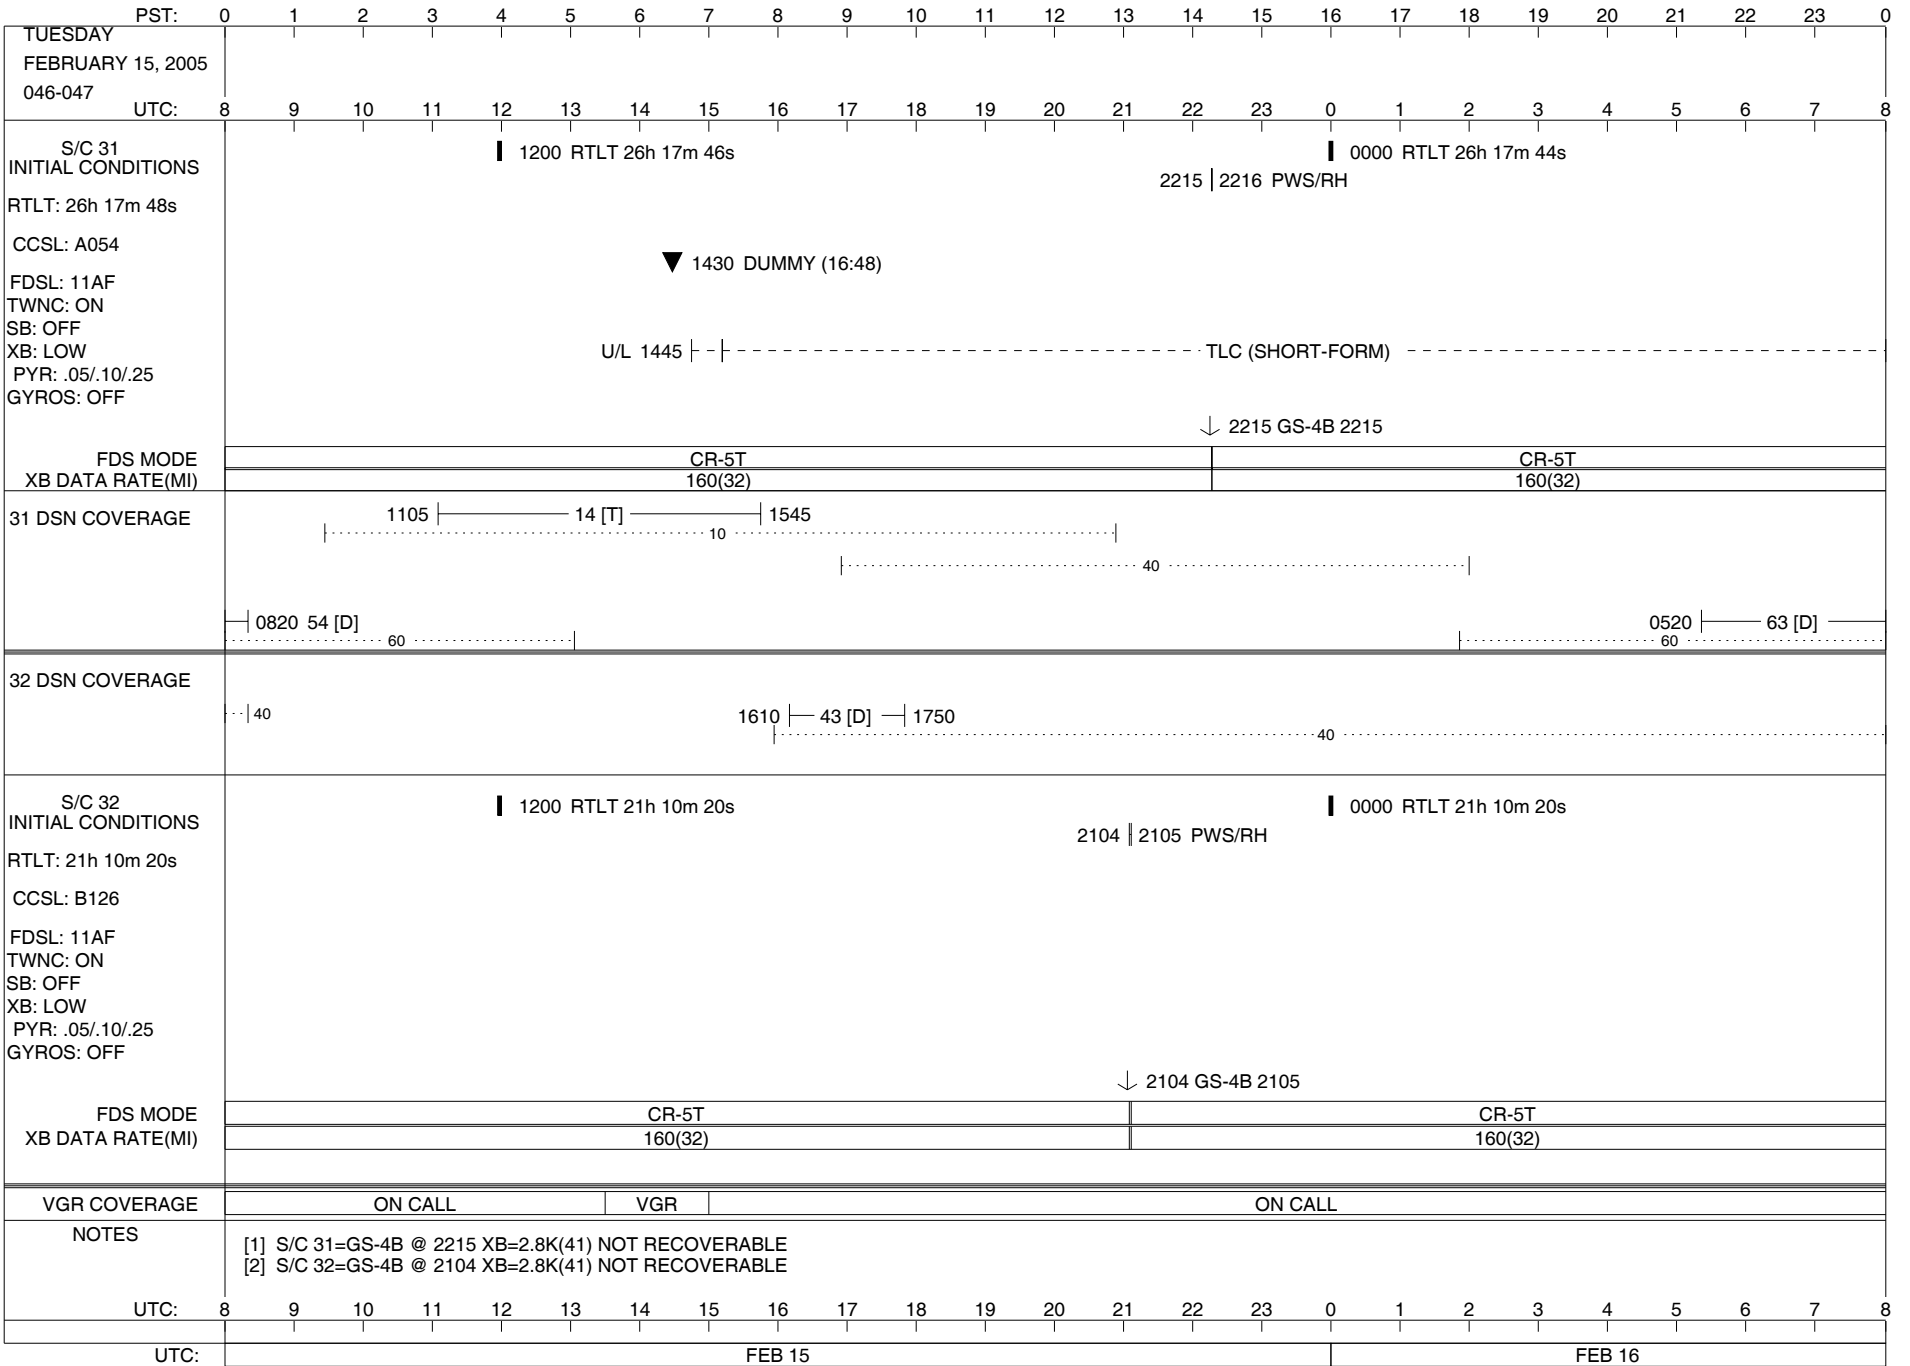 PST: 0 1 2 3 4 5 6 7 8 9 10 11 12 13 14 15 16 17 18 19 20 21 22 23 0
TUESDAY
FEBRUARY 15, 2005
046-047
UTC: 8 9 10 11 12 13 14 15 16 17 18 19 20 21 22 23 0 1 2 3 4 5 6 7 8
S/C 31
INITIAL CONDITIONS
1200 RTLT 26h 17m 46s
0000 RTLT 26h 17m 44s
2215 2216 PWS/RH
RTLT: 26h 17m 48s
CCSL: A054
1430 DUMMY (16:48)
FDSL: 11AF
TWNC: ON
SB: OFF
XB: LOW
U/L 1445 TLC (SHORT-FORM)
PYR: .05/.10/.25
GYROS: OFF
2215 GS-4B 2215
FDS MODE CR-5T CR-5T
XB DATA RATE(MI) 160(32) 160(32)
31 DSN COVERAGE
1105 14 [T] 1545
10
40
0820 54 [D]
0520 63 [D]
60 60
32 DSN COVERAGE
40
1610 43 [D] 1750
40
S/C 32
INITIAL CONDITIONS
1200 RTLT 21h 10m 20s
0000 RTLT 21h 10m 20s
2104 2105 PWS/RH
RTLT: 21h 10m 20s
CCSL: B126
FDSL: 11AF
TWNC: ON
SB: OFF
XB: LOW
PYR: .05/.10/.25
GYROS: OFF
2104 GS-4B 2105
FDS MODE CR-5T CR-5T
XB DATA RATE(MI) 160(32) 160(32)
VGR COVERAGE ON CALL VGR ON CALL
NOTES
[1] S/C 31=GS-4B @ 2215 XB=2.8K(41) NOT RECOVERABLE
[2] S/C 32=GS-4B @ 2104 XB=2.8K(41) NOT RECOVERABLE
UTC: 8 9 10 11 12 13 14 15 16 17 18 19 20 21 22 23 0 1 2 3 4 5 6 7 8
UTC: FEB 15 FEB 16